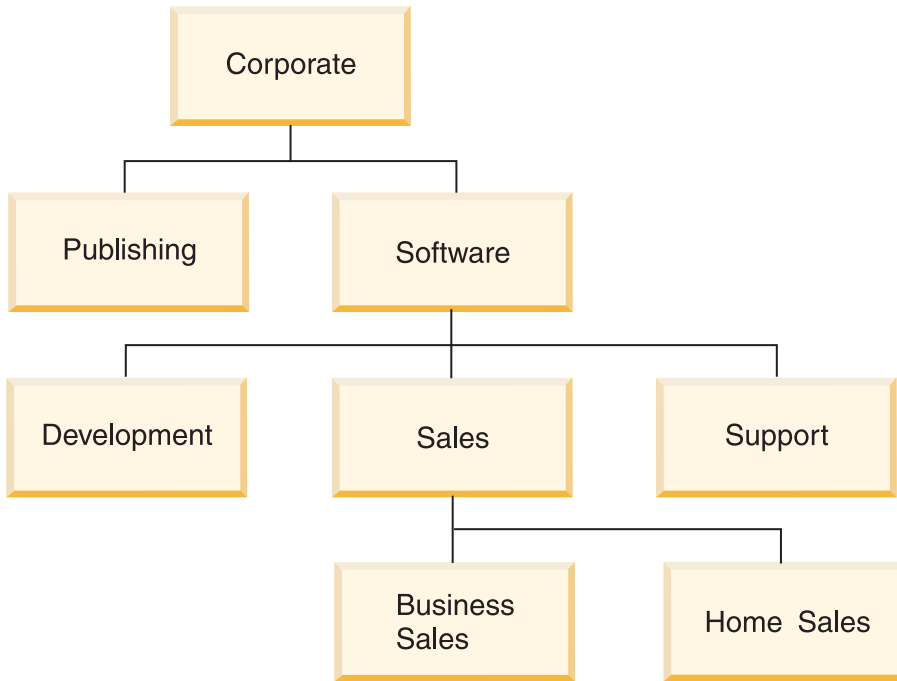 Corporate
Publishing
Software
Development
Sales
Support
Business
Sales
Home Sales